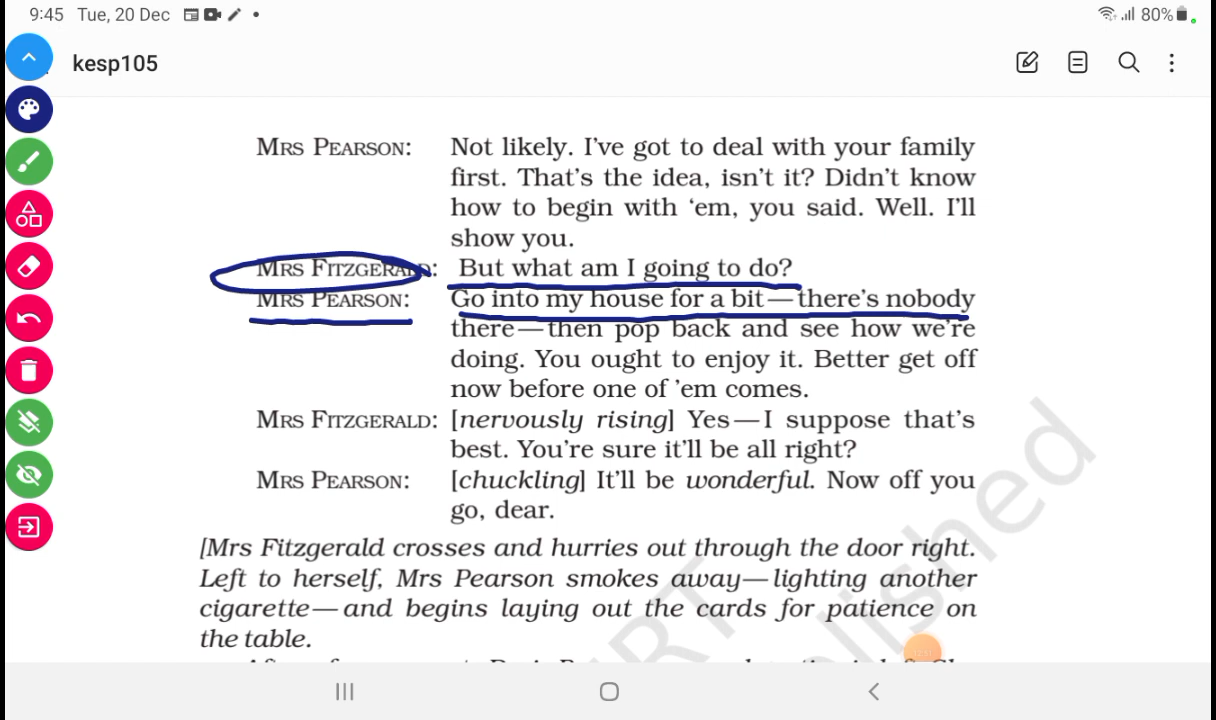 9:45 Tue, 20 Dec 80%
kesp105
MRS PEARSON: Not likely. I've got to deal with your family
first. That's the idea, isn't it? Didn't know
how to begin with ‘em, you said. Well. I'll
show you.
MRS FITZGERALD: But what am I going to do?
MRS PEARSON: Go into my house for a bit—there's nobody
there—then pop back and see how we're
doing. You ought to enjoy it. Better get off
now before one of ’em comes.
MRS FITZGERALD: [nervously rising] Yes—I suppose that's
best. You're sure it'll be all right?
MRS PEARSON: [chuckling] It'll be wonderful. Now off you
go, dear.
[Mrs Fitzgerald crosses and hurries out through the door right.
Left to herself, Mrs Pearson smokes away—lighting another
cigarette—and begins laying out the cards for patience on
the table.